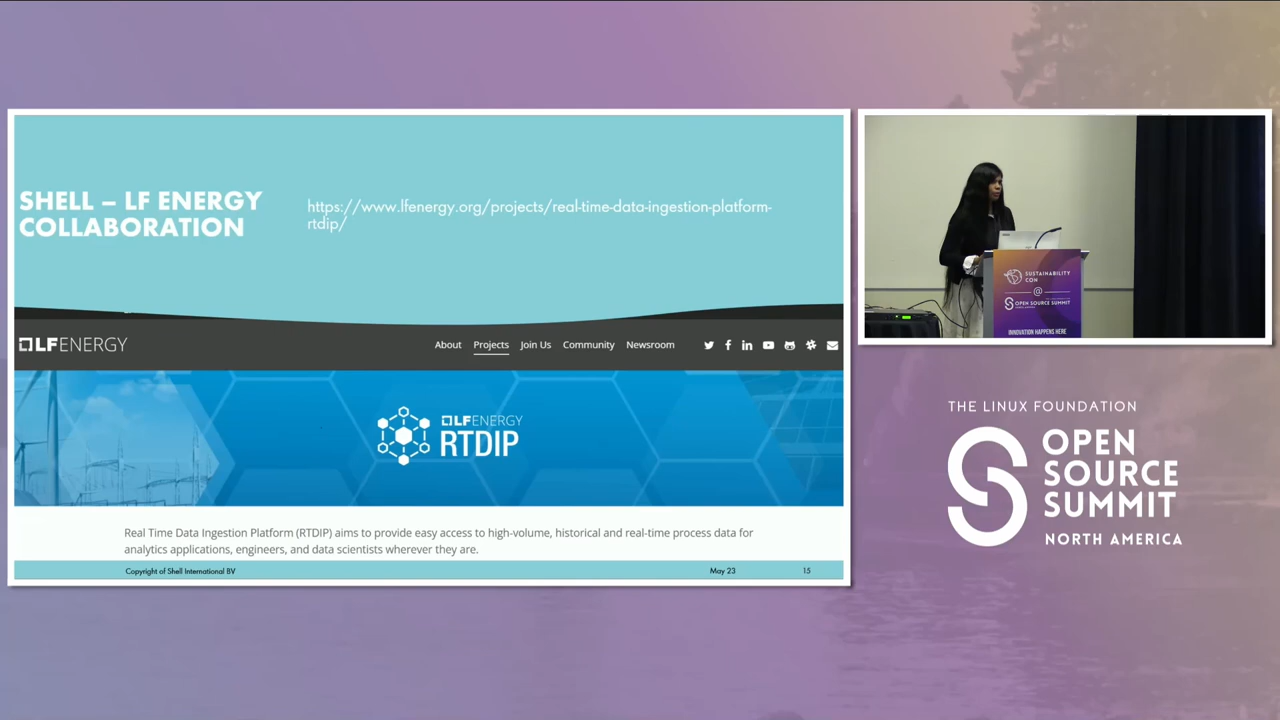 SHELL – LF ENERGY
COLLABORATION
https://www.lfenergy.org/projects/real-time-data-ingestion-platform-
rtdip/
LFENERGY
About Projects Join Us Community Newsroom
LFENERGY
RTDIP
Real Time Data Ingestion Platform (RTDIP) aims to provide easy access to high-volume, historical and real-time process data for
analytics applications, engineers, and data scientists wherever they are.
Copyright of Shell International BV May 23 15
SUSTAINABILITY
CON
@
OPEN SOURCE SUMMIT
INNOVATION HAPPENS HERE
THE LINUX FOUNDATION
OPEN
SOURCE
SUMMIT
NORTH AMERICA